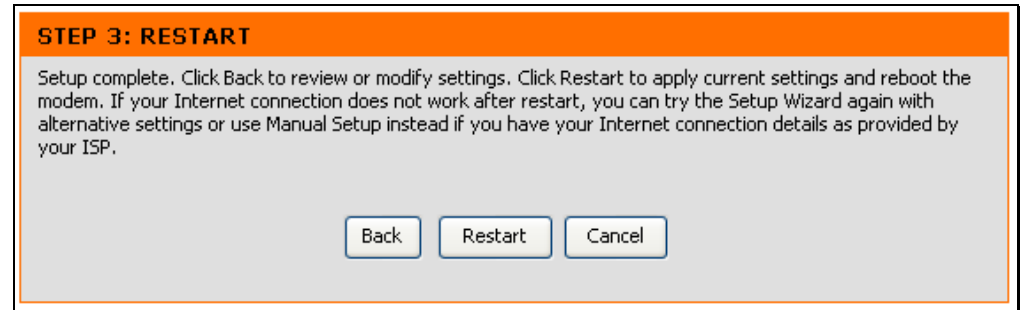 STEP 3: RESTART
Setup complete. Click Back to review or modify settings. Click Restart to apply current settings and reboot the
modem. If your Internet connection does not work after restart, you can try the Setup Wizard again with
alternative settings or use Manual Setup instead if you have your Internet connection details as provided by
your ISP.
Back Restart Cancel